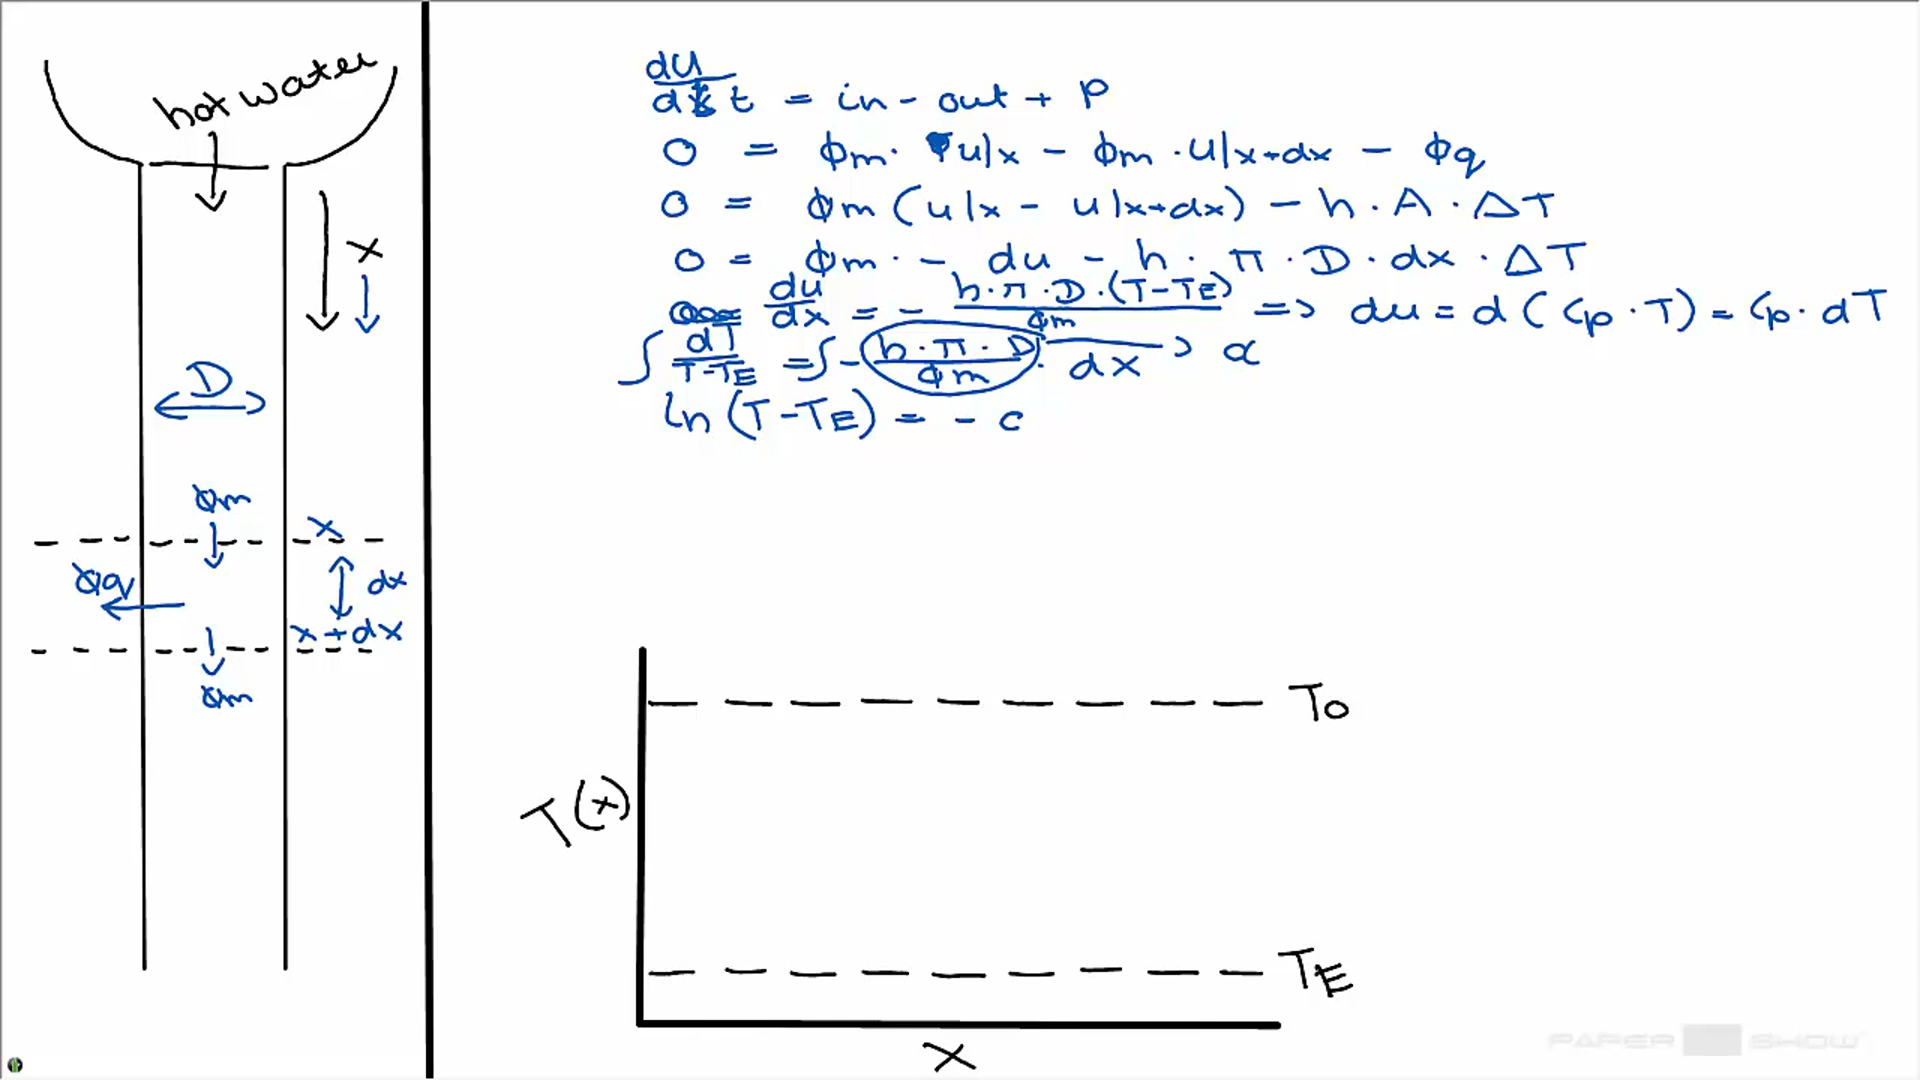 hot water
x
D
ϕm
x
ϕq
dx
x+dx
ϕm
dU/dt = in - out + P
0 = ϕm · u|x - ϕm · u|x+dx - ϕq
0 = ϕm (u|x - u|x+dx) - h · A · ΔT
0 = ϕm · - du - h · π · D · dx · ΔT
du/dx = - h · π · D · (T-TE) / ϕm => du = d (Cp · T) = Cp · dT
∫ dT/T-TE = ∫ - h · π · D / ϕm · dx > α
ln (T-TE) = - c
T0
T(x)
TE
x
PAPER SHOW